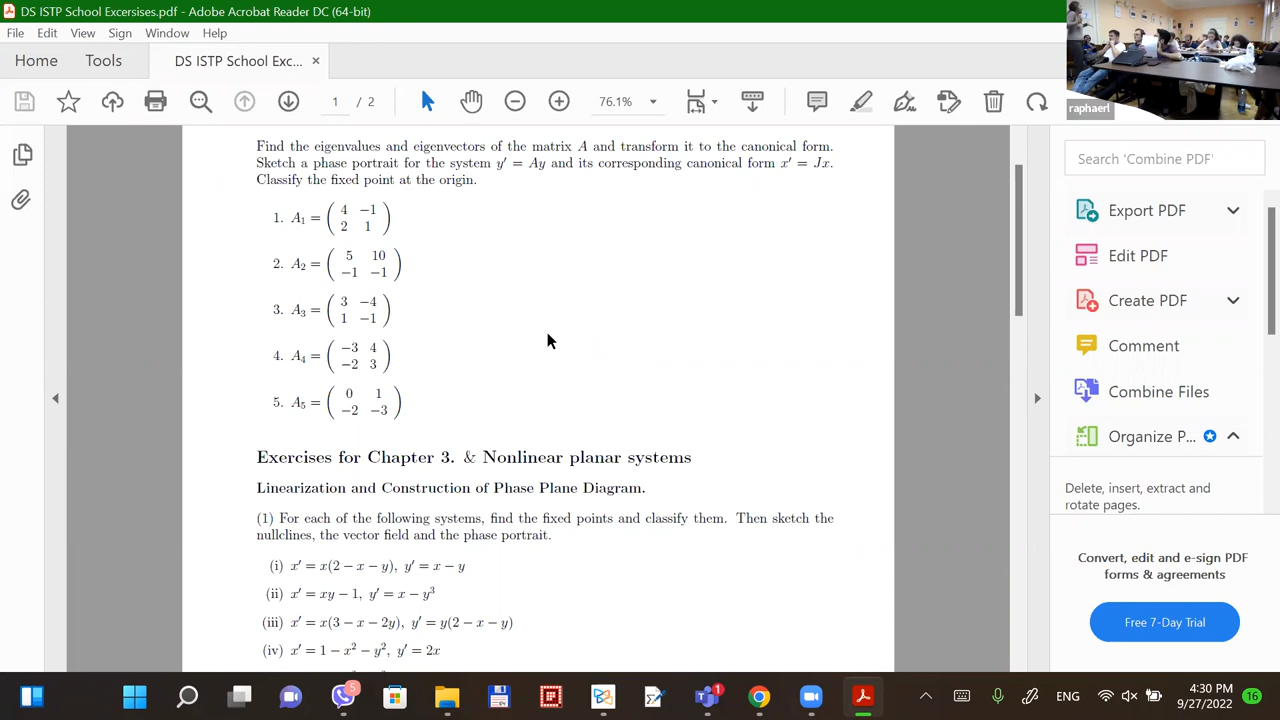 DS ISTP School Excersises.pdf - Adobe Acrobat Reader DC (64-bit)
File Edit View Sign Window Help
Home Tools DS ISTP School Exc... ×
1 / 2 76.1%
raphaerl
Find the eigenvalues and eigenvectors of the matrix A and transform it to the canonical form.
Sketch a phase portrait for the system y′ = Ay and its corresponding canonical form x′ = Jx.
Classify the fixed point at the origin.
1. A₁ = ( 4 −1
2 1 )
2. A₂ = ( 5 10
−1 −1 )
3. A₃ = ( 3 −4
1 −1 )
4. A₄ = ( −3 4
−2 3 )
5. A₅ = ( 0 1
−2 −3 )
Exercises for Chapter 3. & Nonlinear planar systems
Linearization and Construction of Phase Plane Diagram.
(1) For each of the following systems, find the fixed points and classify them. Then sketch the
nullclines, the vector field and the phase portrait.
(i) x′ = x(2 − x − y), y′ = x − y
(ii) x′ = xy − 1, y′ = x − y³
(iii) x′ = x(3 − x − 2y), y′ = y(2 − x − y)
(iv) x′ = 1 − x² − y², y′ = 2x
Search 'Combine PDF'
Export PDF
Edit PDF
Create PDF
Comment
Combine Files
Organize P...
Delete, insert, extract and
rotate pages.
Convert, edit and e-sign PDF
forms & agreements
Free 7-Day Trial
5
1
ENG
4:30 PM
9/27/2022
16